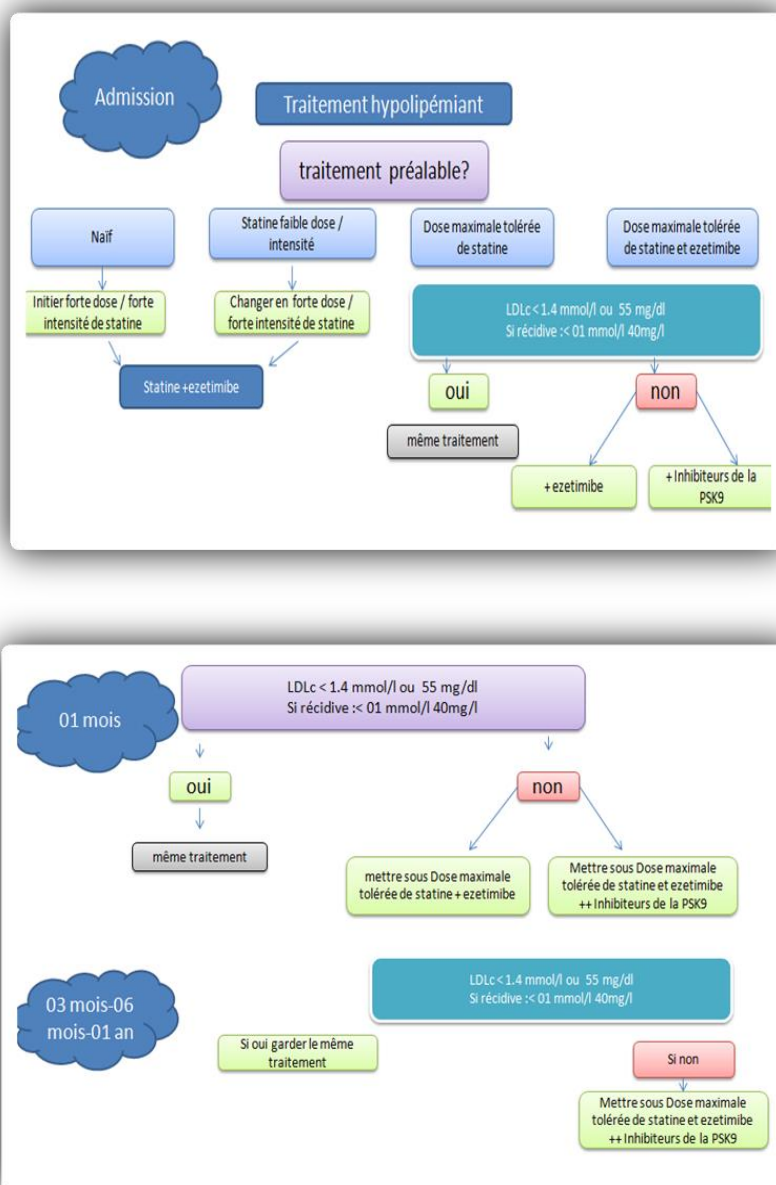 Admission
Traitement hypolipémiant
traitement préalable?
Naïf
Statine faible dose /
intensité
Dose maximale tolérée
de statine
Dose maximale tolérée
de statine et ezetimibe
Initier forte dose / forte
intensité de statine
Changer en forte dose /
forte intensité de statine
LDLc < 1.4 mmol/l ou 55 mg/dl
Si récidive :< 01 mmol/l 40mg/l
Statine +ezetimibe
oui
non
même traitement
+ ezetimibe
+ Inhibiteurs de la
PSK9
01 mois
LDLc < 1.4 mmol/l ou 55 mg/dl
Si récidive :< 01 mmol/l 40mg/l
oui
non
même traitement
mettre sous Dose maximale
tolérée de statine + ezetimibe
Mettre sous Dose maximale
tolérée de statine et ezetimibe
++ Inhibiteurs de la PSK9
03 mois-06
mois-01 an
LDLc < 1.4 mmol/l ou 55 mg/dl
Si récidive :< 01 mmol/l 40mg/l
Si oui garder le même
traitement
Si non
Mettre sous Dose maximale
tolérée de statine et ezetimibe
++ Inhibiteurs de la PSK9